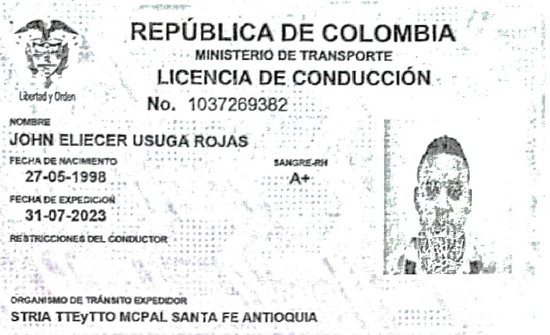 REPÚBLICA DE COLOMBIA
MINISTERIO DE TRANSPORTE
LICENCIA DE CONDUCCIÓN
Libertad y Orden
No. 1037269382
NOMBRE
JOHN ELIECER USUGA ROJAS
FECHA DE NACIMIENTO
SANGRE-RH
27-05-1998
A+
FECHA DE EXPEDICIÓN
31-07-2023
RESTRICCIONES DEL CONDUCTOR
ORGANISMO DE TRÁNSITO EXPEDIDOR
STRIA TTEyTTO MCPAL SANTA FE ANTIOQUIA